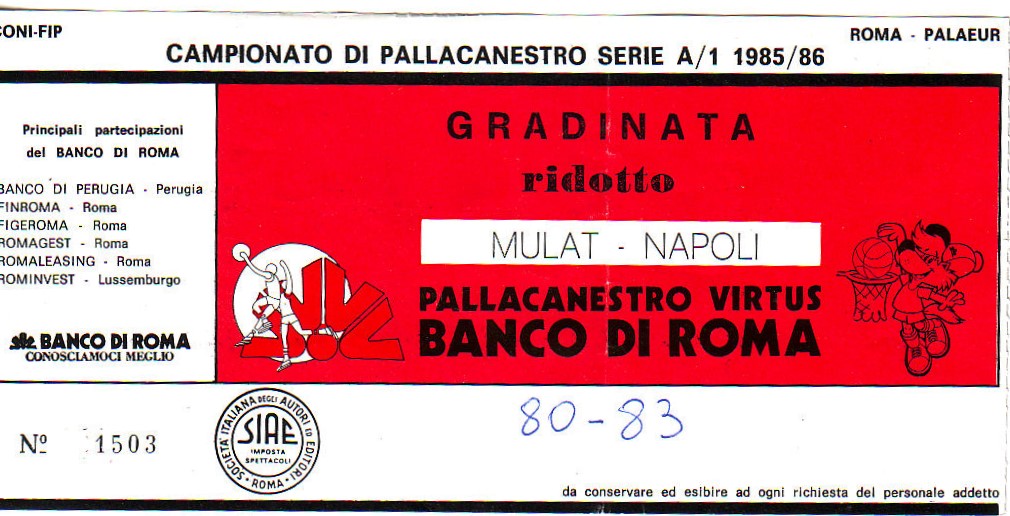 CONI-FIP
ROMA - PALAEUR
CAMPIONATO DI PALLACANESTRO SERIE A/1 1985/86
Principali partecipazioni
del BANCO DI ROMA
BANCO DI PERUGIA - Perugia
FINROMA - Roma
FIGEROMA - Roma
ROMAGEST - Roma
ROMALEASING - Roma
ROMINVEST - Lussemburgo
BANCO DI ROMA
CONOSCIAMOCI MEGLIO
GRADINATA
ridotto
MULAT - NAPOLI
PALLACANESTRO VIRTUS
BANCO DI ROMA
Nº 1503
SOCIETA' ITALIANA DEGLI AUTORI ED EDITORI
SIAE
IMPOSTA
SPETTACOLI
ROMA
80-83
da conservare ed esibire ad ogni richiesta del personale addetto